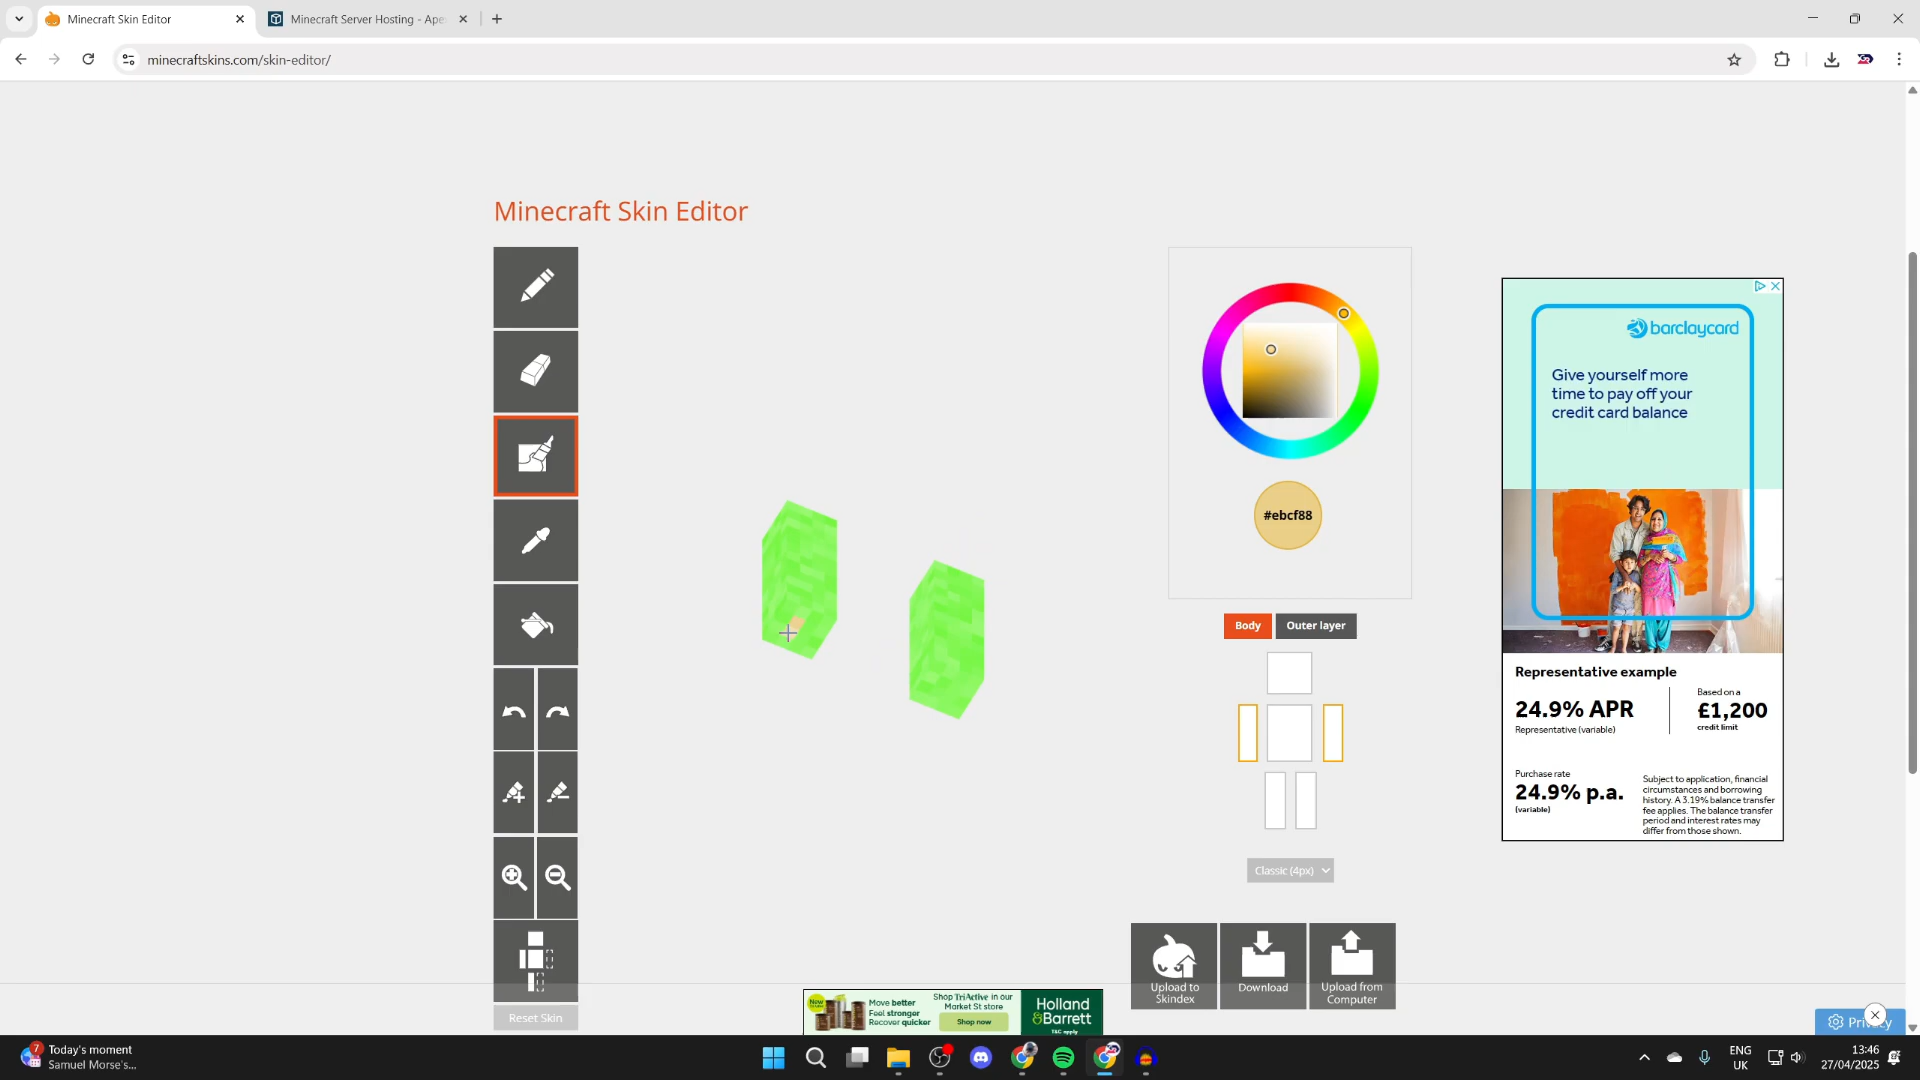 Minecraft Skin Editor
Minecraft Server Hosting - Ape
minecraftskins.com/skin-editor/
Minecraft Skin Editor
#ebcf88
Body
Outer layer
Classic (4px)
Upload to
Skindex
Download
Upload from
Computer
Reset Skin
barclaycard
Give yourself more
time to pay off your
credit card balance
Representative example
24.9% APR
Representative (variable)
Based on a
£1,200
credit limit
Purchase rate
24.9% p.a.
(variable)
Subject to application, financial
circumstances and borrowing
history. A 3.19% balance transfer
fee applies. The balance transfer
period and interest rates may
differ from those shown.
New
Move better
Feel stronger
Recover quicker
Shop TriActive in our
Market St store
Shop now
T&C apply
Holland
&Barrett
Privacy
7
Today's moment
Samuel Morse's...
ENG
UK
13:46
27/04/2025